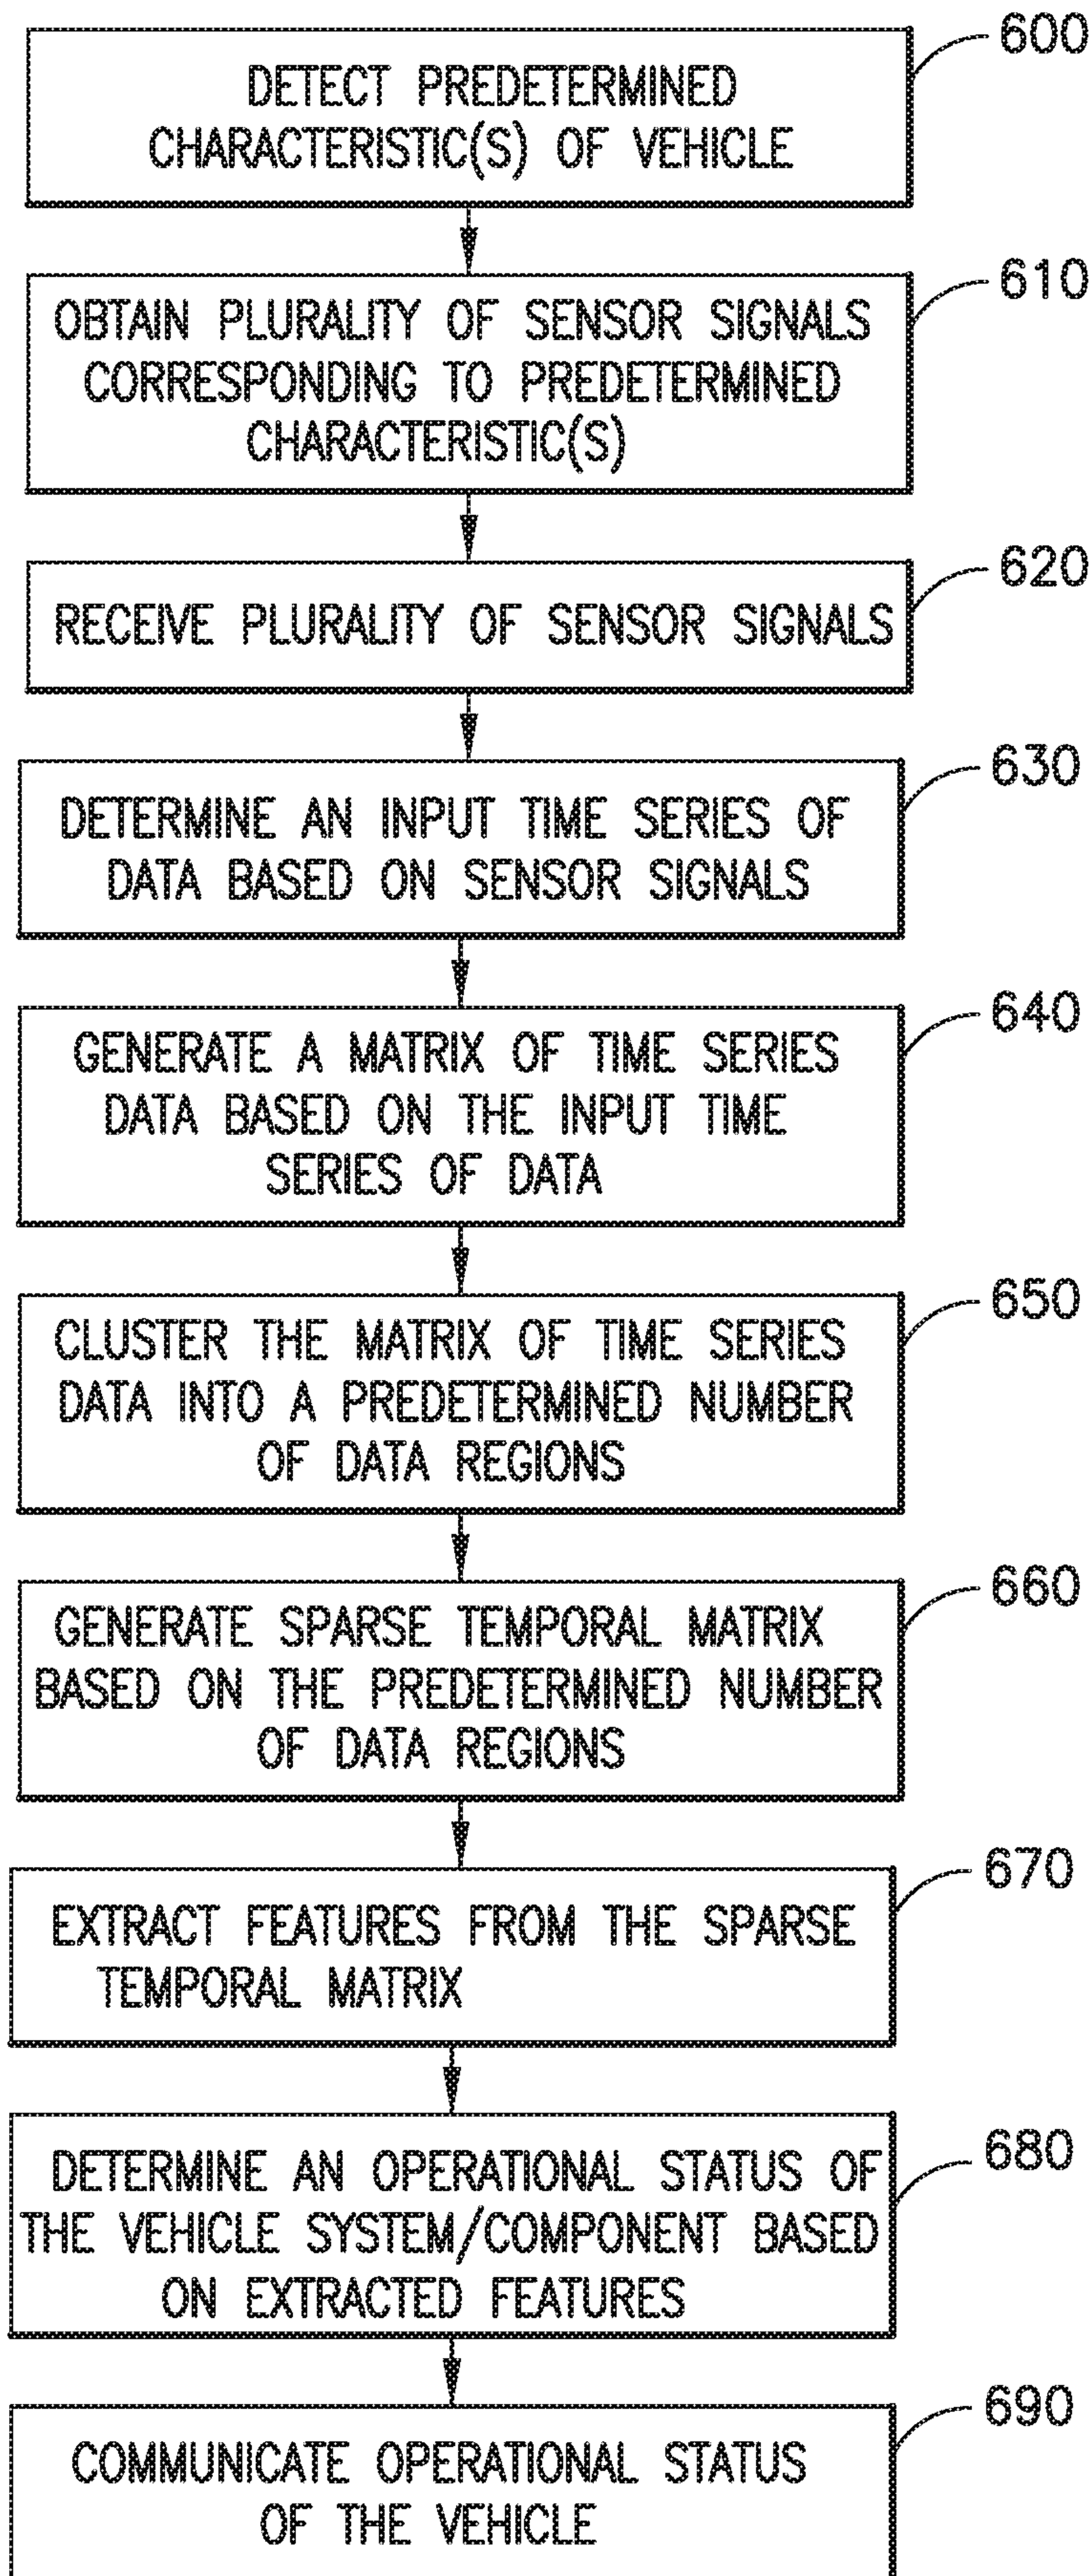 600
DETECT PREDETERMINED
CHARACTERISTIC(S) OF VEHICLE
610
OBTAIN PLURALITY OF SENSOR SIGNALS
CORRESPONDING TO PREDETERMINED
CHARACTERISTIC(S)
620
RECEIVE PLURALITY OF SENSOR SIGNALS
630
DETERMINE AN INPUT TIME SERIES OF
DATA BASED ON SENSOR SIGNALS
640
GENERATE A MATRIX OF TIME SERIES
DATA BASED ON THE INPUT TIME
SERIES OF DATA
650
CLUSTER THE MATRIX OF TIME SERIES
DATA INTO A PREDETERMINED NUMBER
OF DATA REGIONS
660
GENERATE SPARSE TEMPORAL MATRIX
BASED ON THE PREDETERMINED NUMBER
OF DATA REGIONS
670
EXTRACT FEATURES FROM THE SPARSE
TEMPORAL MATRIX
680
DETERMINE AN OPERATIONAL STATUS OF
THE VEHICLE SYSTEM/COMPONENT BASED
ON EXTRACTED FEATURES
690
COMMUNICATE OPERATIONAL STATUS
OF THE VEHICLE